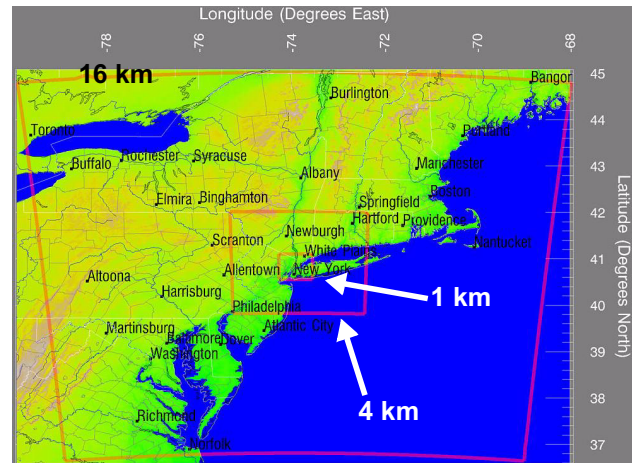 Longitude (Degrees East)
-78
-76
-74
-72
-70
-68
16 km
Bangor
45
Burlington
44
Toronto
Portland
Rochester
Syracuse
Buffalo
Manchester
43
Albany
Elmira
Binghamton
Springfield
Boston
42
Hartford
Providence
Newburgh
Scranton
White Plains
Nantucket
41
Allentown
New York
Altoona
Harrisburg
1 km
40
Philadelphia
Martinsburg
Atlantic City
Baltimore
Dover
Washington
39
4 km
38
Richmond
Norfolk
37
Latitude (Degrees North)